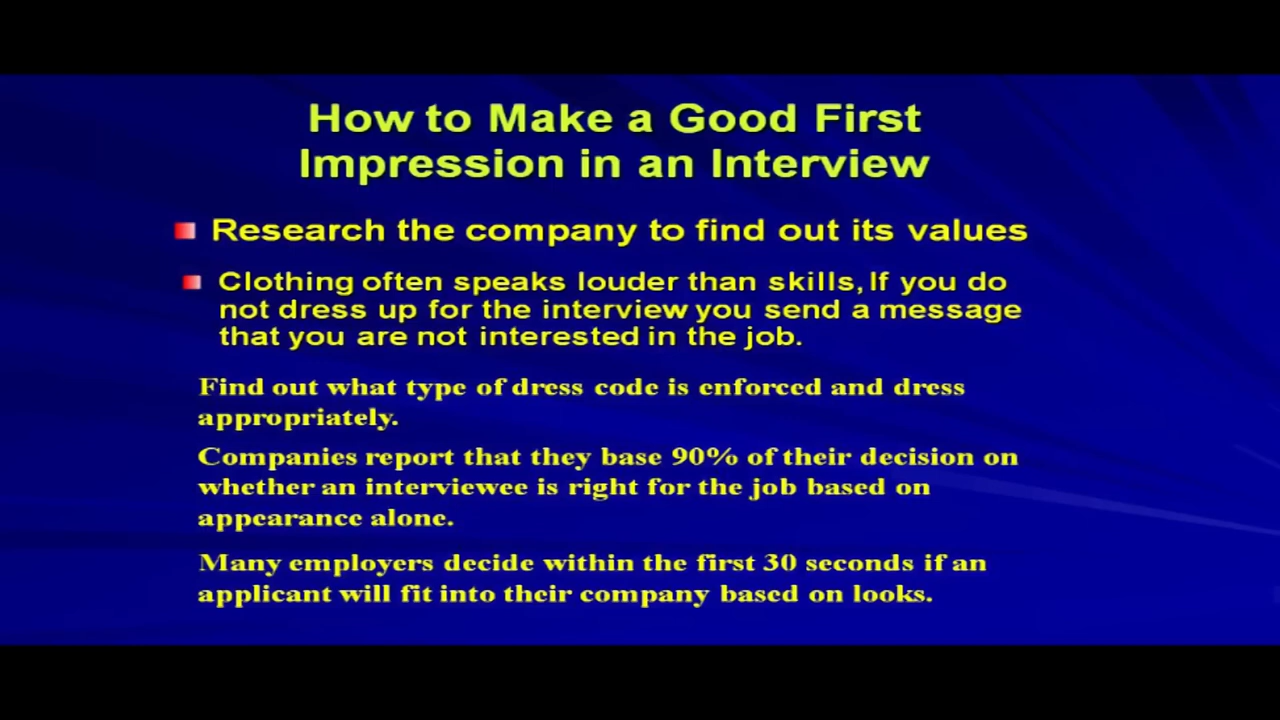 How to Make a Good First
Impression in an Interview
Research the company to find out its values
Clothing often speaks louder than skills, If you do
not dress up for the interview you send a message
that you are not interested in the job.
Find out what type of dress code is enforced and dress
appropriately.
Companies report that they base 90% of their decision on
whether an interviewee is right for the job based on
appearance alone.
Many employers decide within the first 30 seconds if an
applicant will fit into their company based on looks.